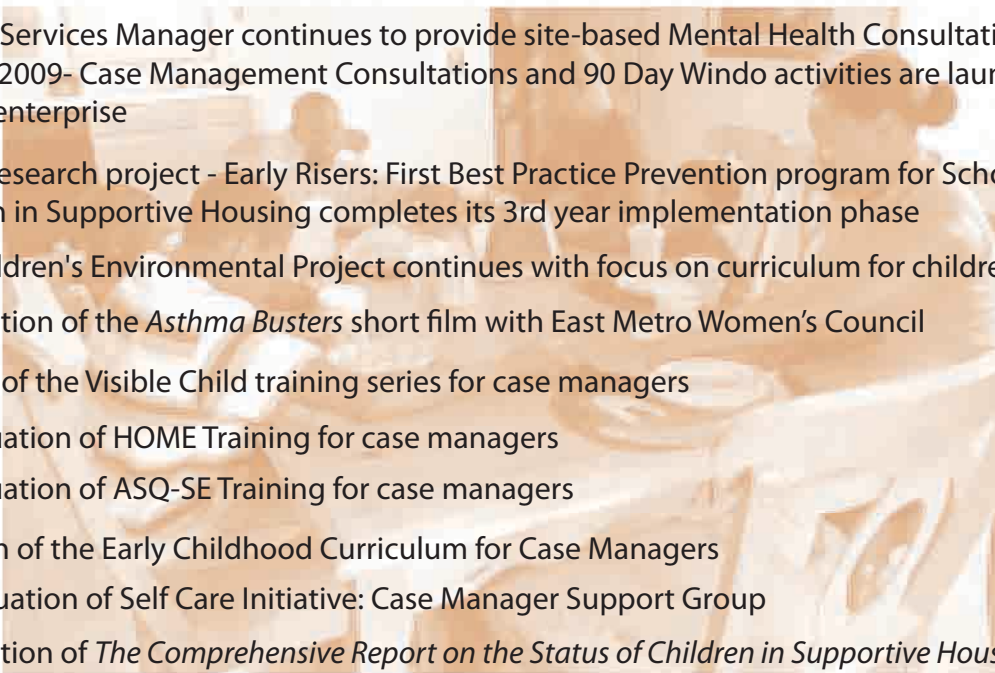 Services Manager continues to provide site-based Mental Health Consultati
2009- Case Management Consultations and 90 Day Windo activities are laun
enterprise
esearch project - Early Risers: First Best Practice Prevention program for Scho
n in Supportive Housing completes its 3rd year implementation phase
ldren's Environmental Project continues with focus on curriculum for childre
tion of the Asthma Busters short film with East Metro Women’s Council
of the Visible Child training series for case managers
uation of HOME Training for case managers
uation of ASQ-SE Training for case managers
n of the Early Childhood Curriculum for Case Managers
uation of Self Care Initiative: Case Manager Support Group
tion of The Comprehensive Report on the Status of Children in Supportive Hous